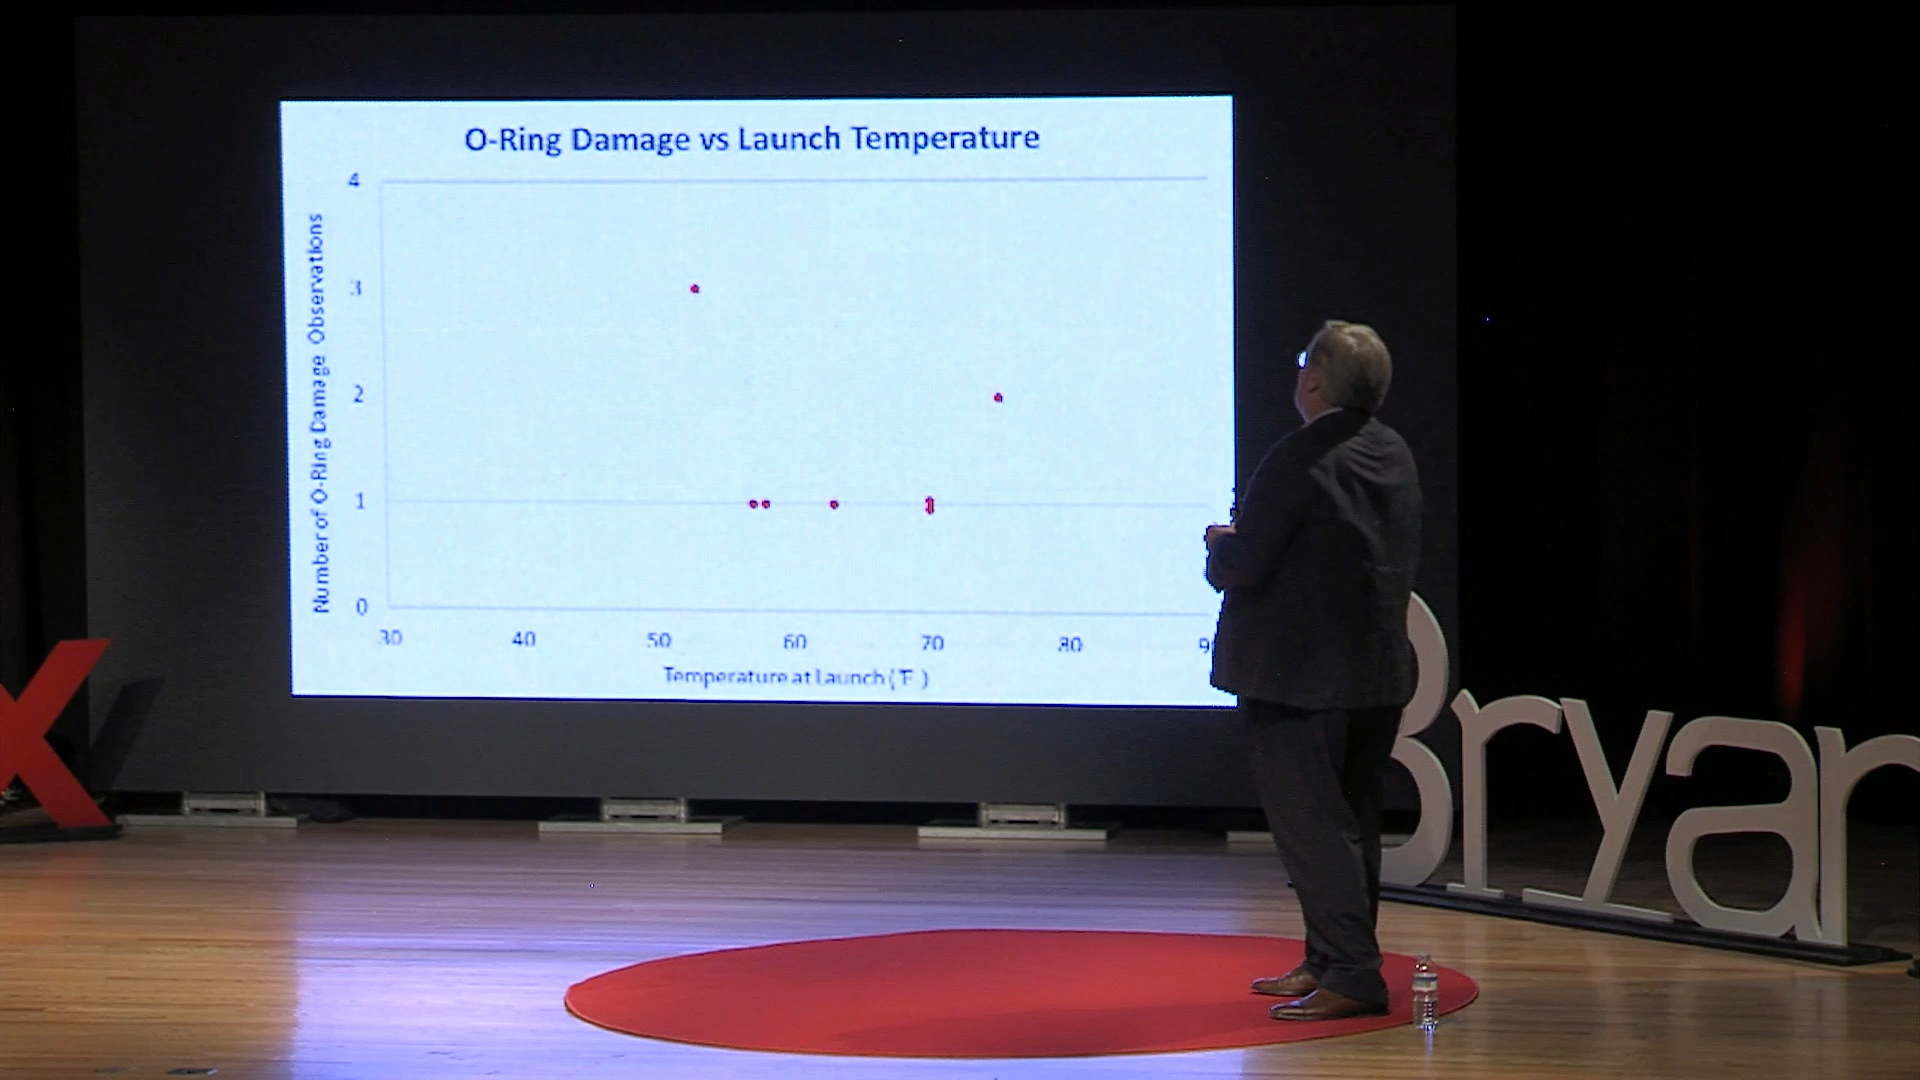 O-Ring Damage vs Launch Temperature
Number of O-Ring Damage Observations
4
3
2
1
0
30 40 50 60 70 80 9
Temperature at Launch (°F )
x
Bryan